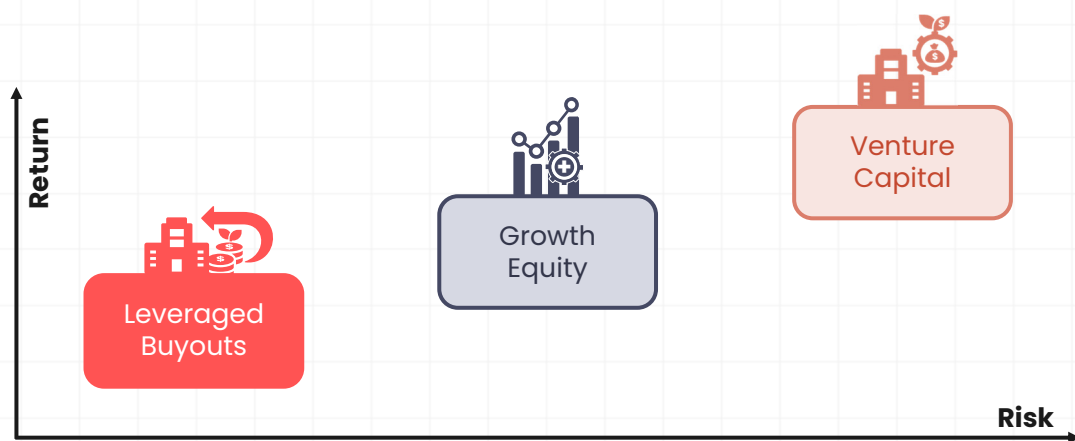 Return
Venture
Capital
Growth
Equity
Leveraged
Buyouts
Risk